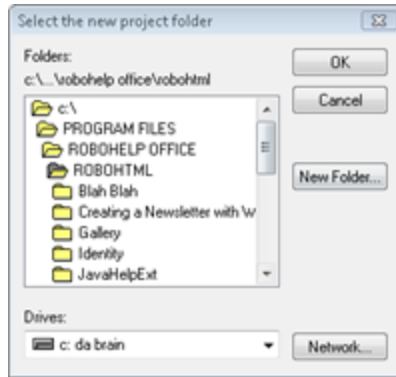 Select the new project folder
Folders:
c:\...\robohelp office\robohtml
OK
Cancel
c:\
PROGRAM FILES
ROBOHELP OFFICE
ROBOHTML
Blah Blah
Creating a Newsletter with W
Gallery
Identity
JavaHelpExt
New Folder...
Drives:
c: da brain
Network...